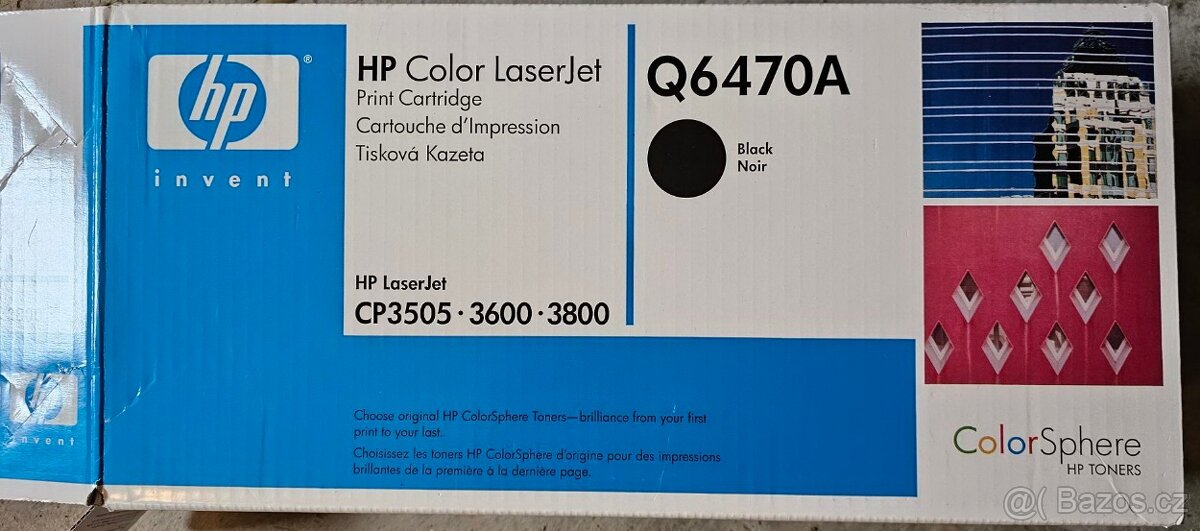 hp®
invent
HP Color LaserJet
Print Cartridge
Cartouche d'Impression
Tisková Kazeta
HP LaserJet
CP3505 · 3600 · 3800
Q6470A
Black
Noir
Choose original HP ColorSphere Toners—brilliance from your first
print to your last.
Choisissez les toners HP ColorSphere d'origine pour des impressions
brillantes de la première à la dernière page.
ColorSphere
HP TONERS
invent
@( Bazos.cz